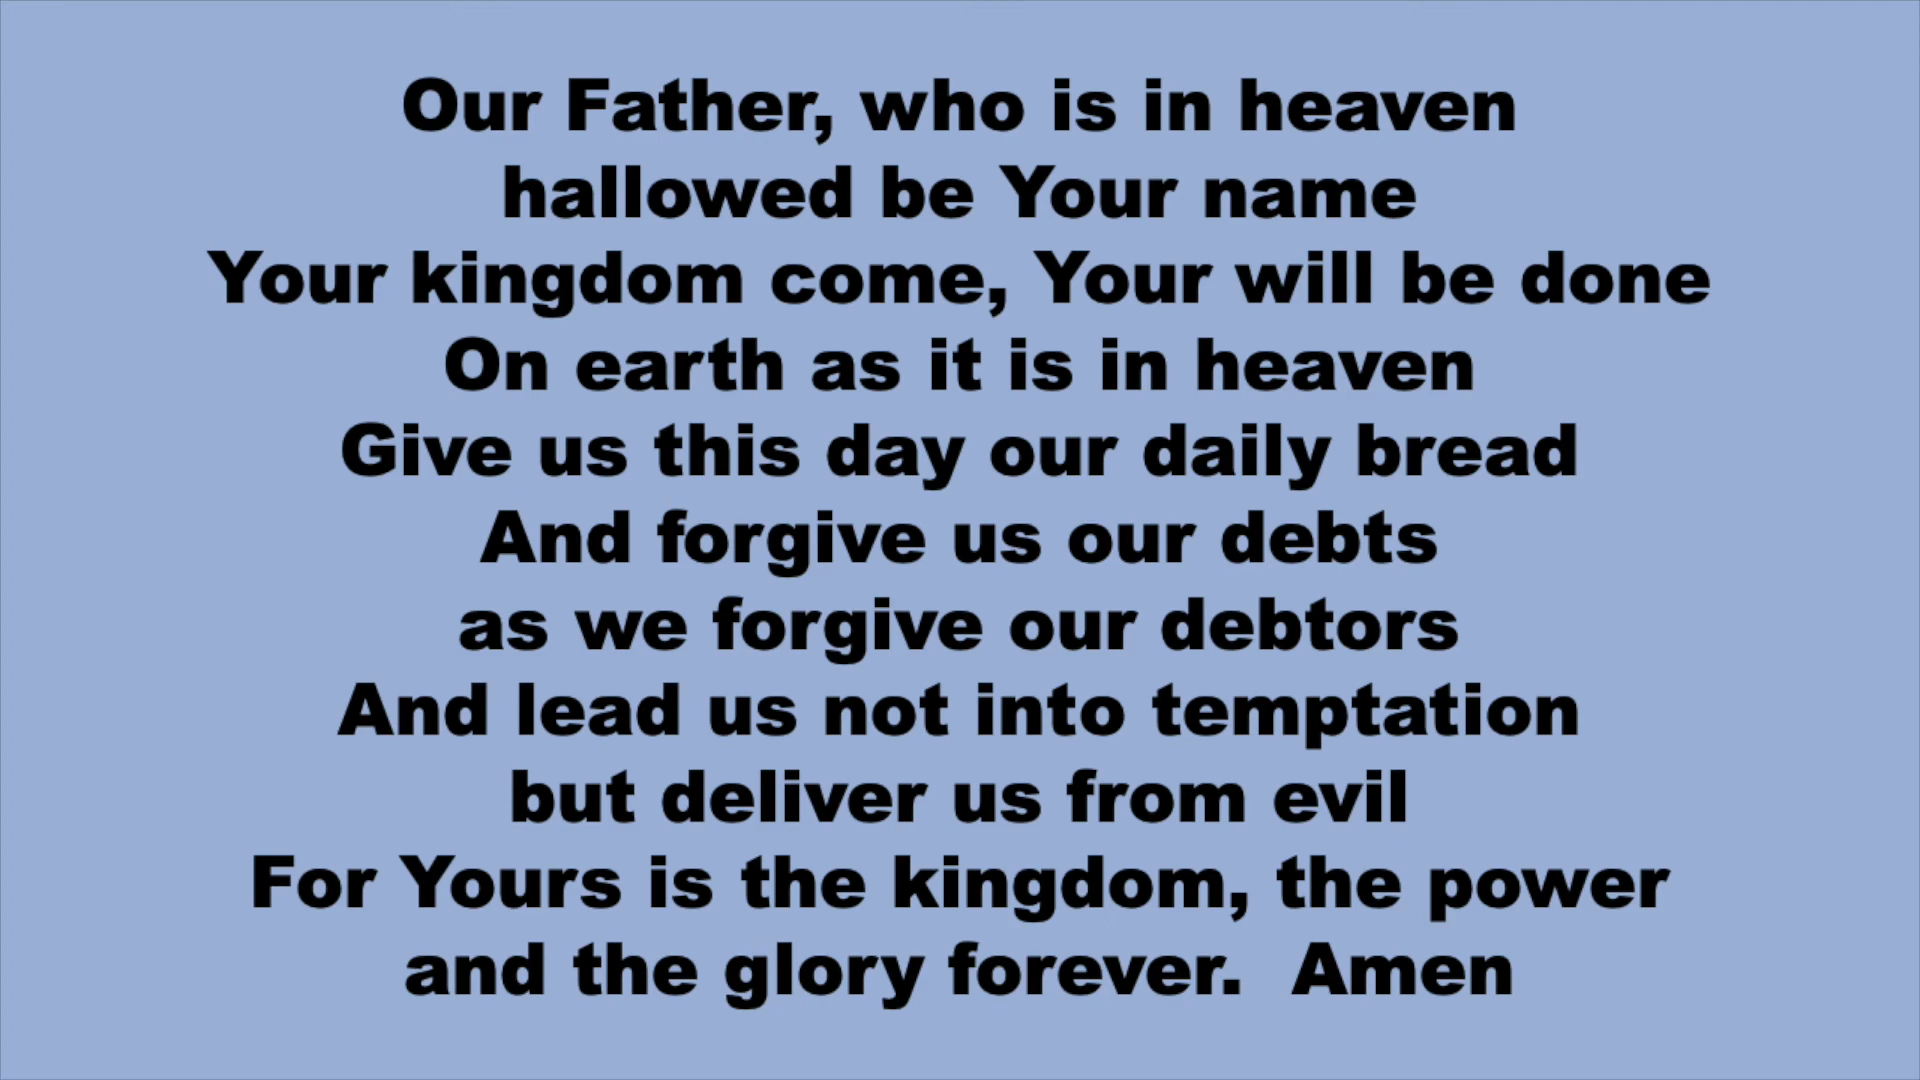 Our Father, who is in heaven
hallowed be Your name
Your kingdom come, Your will be done
On earth as it is in heaven
Give us this day our daily bread
And forgive us our debts
as we forgive our debtors
And lead us not into temptation
but deliver us from evil
For Yours is the kingdom, the power
and the glory forever.  Amen